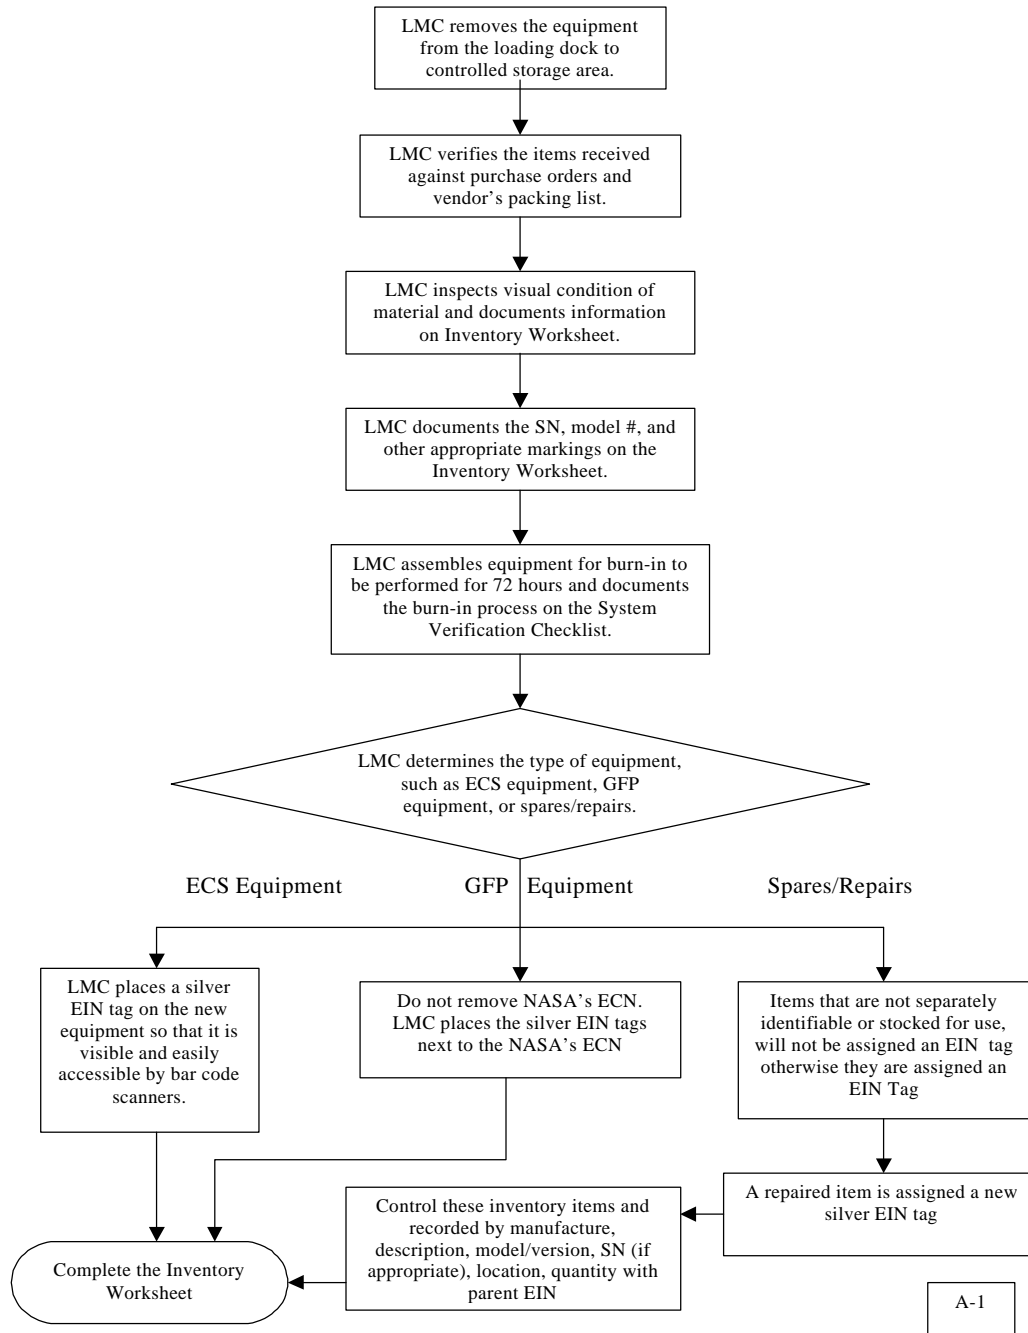 LMC removes the equipment
from the loading dock to
controlled storage area.
LMC verifies the items received
against purchase orders and
vendor's packing list.
LMC inspects visual condition of
material and documents information
on Inventory Worksheet.
LMC documents the SN, model #, and
other appropriate markings on the
Inventory Worksheet.
LMC assembles equipment for burn-in to
be performed for 72 hours and documents
the burn-in process on the System
Verification Checklist.
LMC determines the type of equipment,
such as ECS equipment, GFP
equipment, or spares/repairs.
ECS Equipment
GFP Equipment
Spares/Repairs
LMC places a silver
EIN tag on the new
equipment so that it is
visible and easily
accessible by bar code
scanners.
Do not remove NASA's ECN.
LMC places the silver EIN tags
next to the NASA's ECN
Items that are not separately
identifiable or stocked for use,
will not be assigned an EIN tag
otherwise they are assigned an
EIN Tag
A repaired item is assigned a new
silver EIN tag
Control these inventory items and
recorded by manufacture,
description, model/version, SN (if
appropriate), location, quantity with
parent EIN
Complete the Inventory
Worksheet
A-1